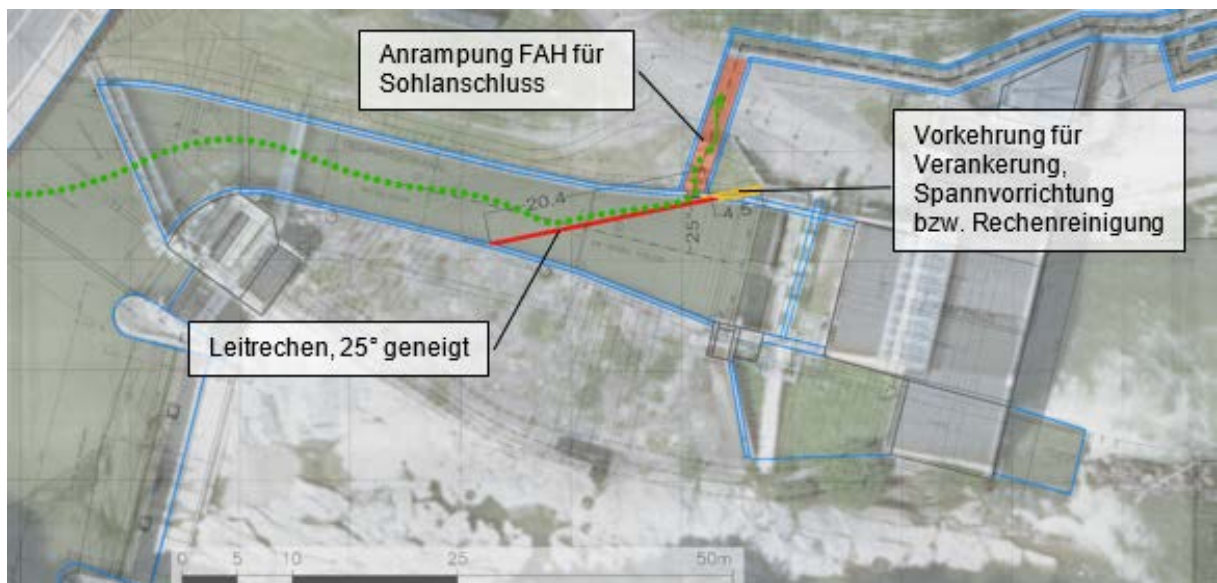 Anrampung FAH für
Sohlanschluss
Vorkehrung für
Verankerung,
Spannvorrichtung
bzw. Rechenreinigung
20.4
4.5
25°
Leitrechen, 25° geneigt
0 5 10 25 50m